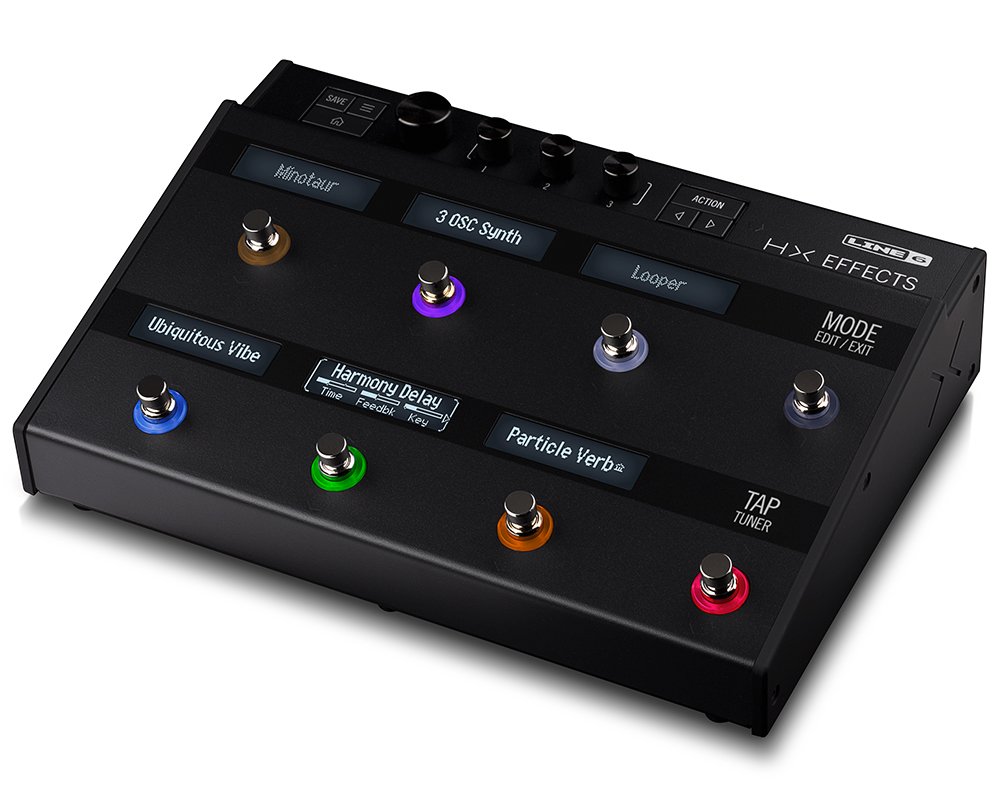 SAVE
1
2
3
ACTION
LINE 6
HX EFFECTS
Minotaur
3 OSC Synth
Looper
MODE
EDIT / EXIT
Ubiquitous Vibe
Harmony Delay
Time Feedbk Key
Particle Verb
TAP
TUNER